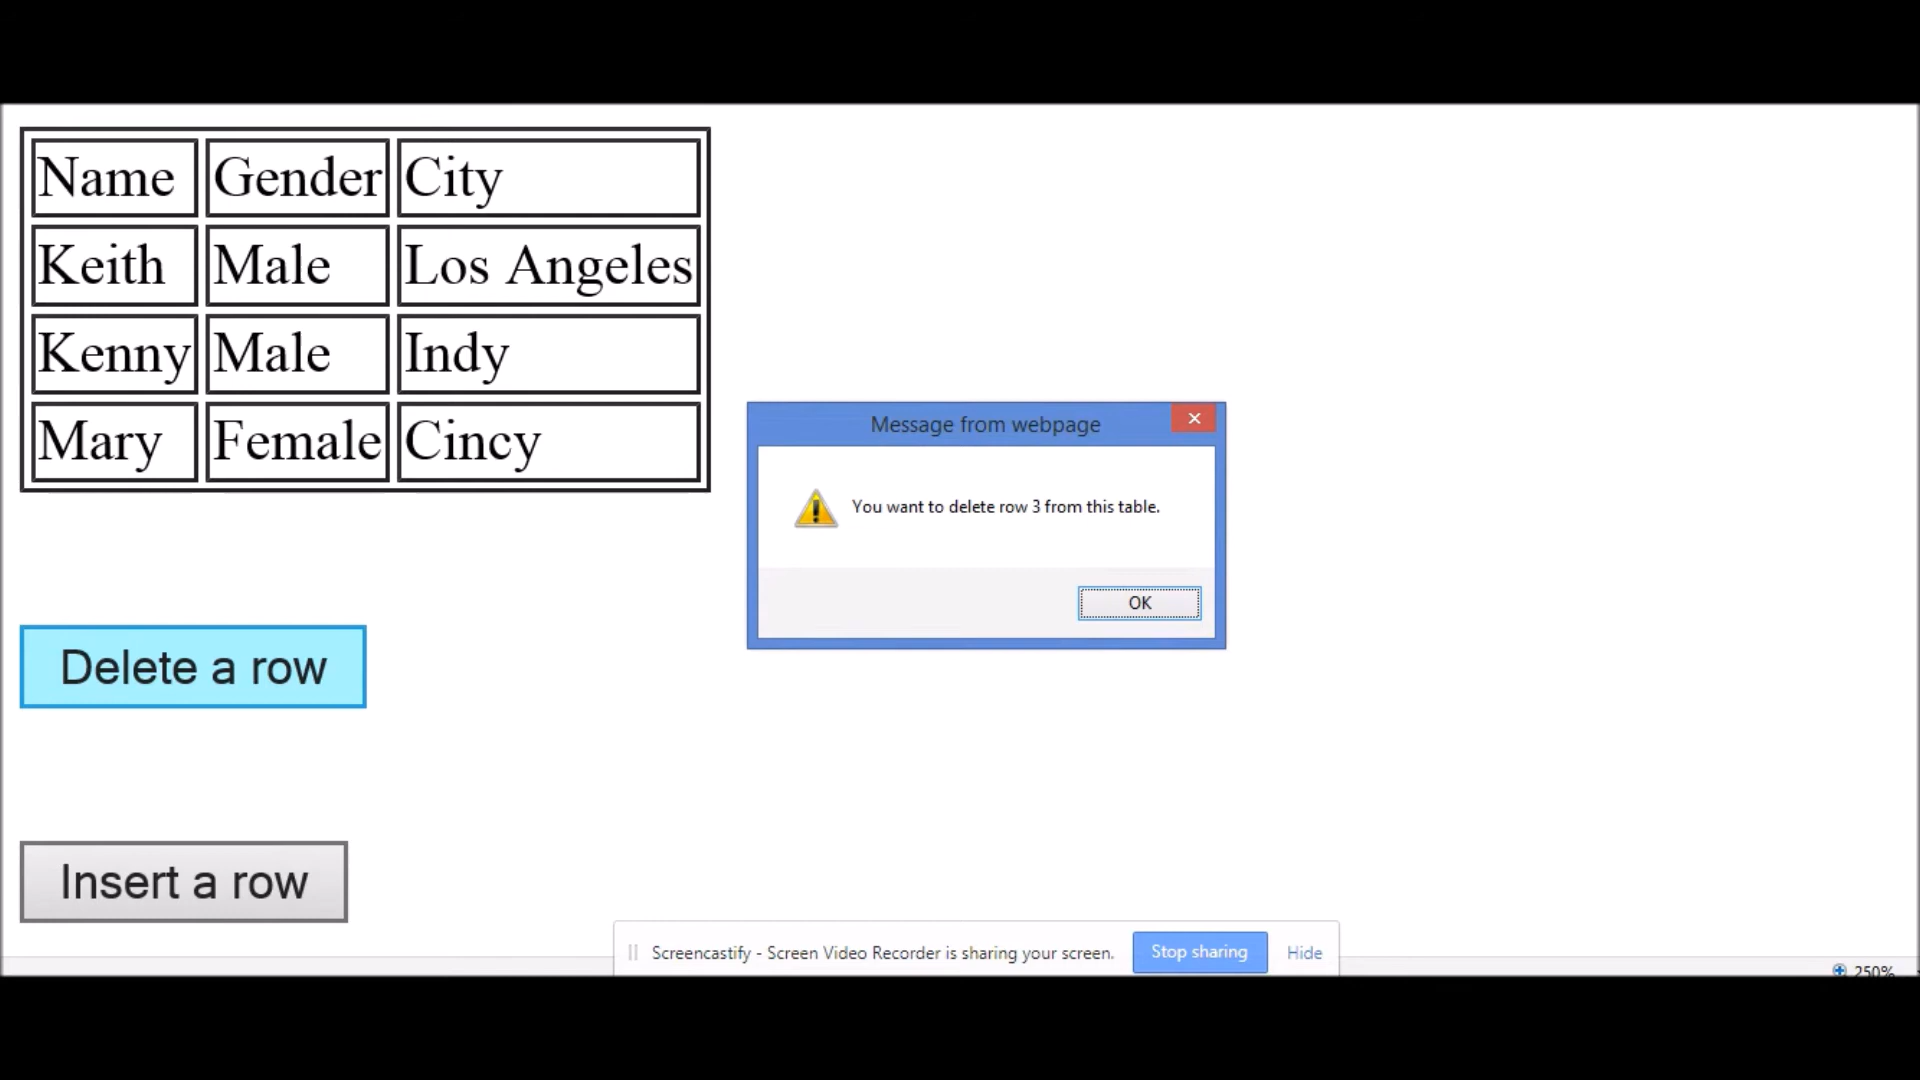 Name Gender City
Keith Male Los Angeles
Kenny Male Indy
Mary Female Cincy
Message from webpage
You want to delete row 3 from this table.
OK
Delete a row
Insert a row
Screencastify - Screen Video Recorder is sharing your screen. Stop sharing Hide
250%